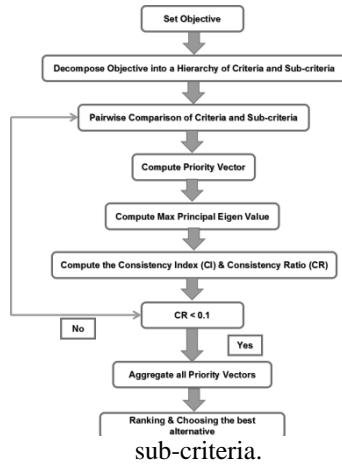 Set Objective
Decompose Objective into a Hierarchy of Criteria and Sub-criteria
Pairwise Comparison of Criteria and Sub-criteria
Compute Priority Vector
Compute Max Principal Eigen Value
Compute the Consistency Index (CI) & Consistency Ratio (CR)
CR < 0.1
No
Yes
Aggregate all Priority Vectors
Ranking & Choosing the best
alternative
sub-criteria.